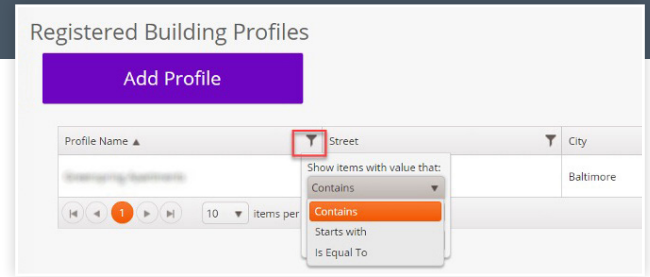 Registered Building Profiles
Add Profile
Profile Name ▲ Street City
Show items with value that:
Baltimore
Contains ▼
1 10 ▼ items per
Contains
Starts with
Is Equal To